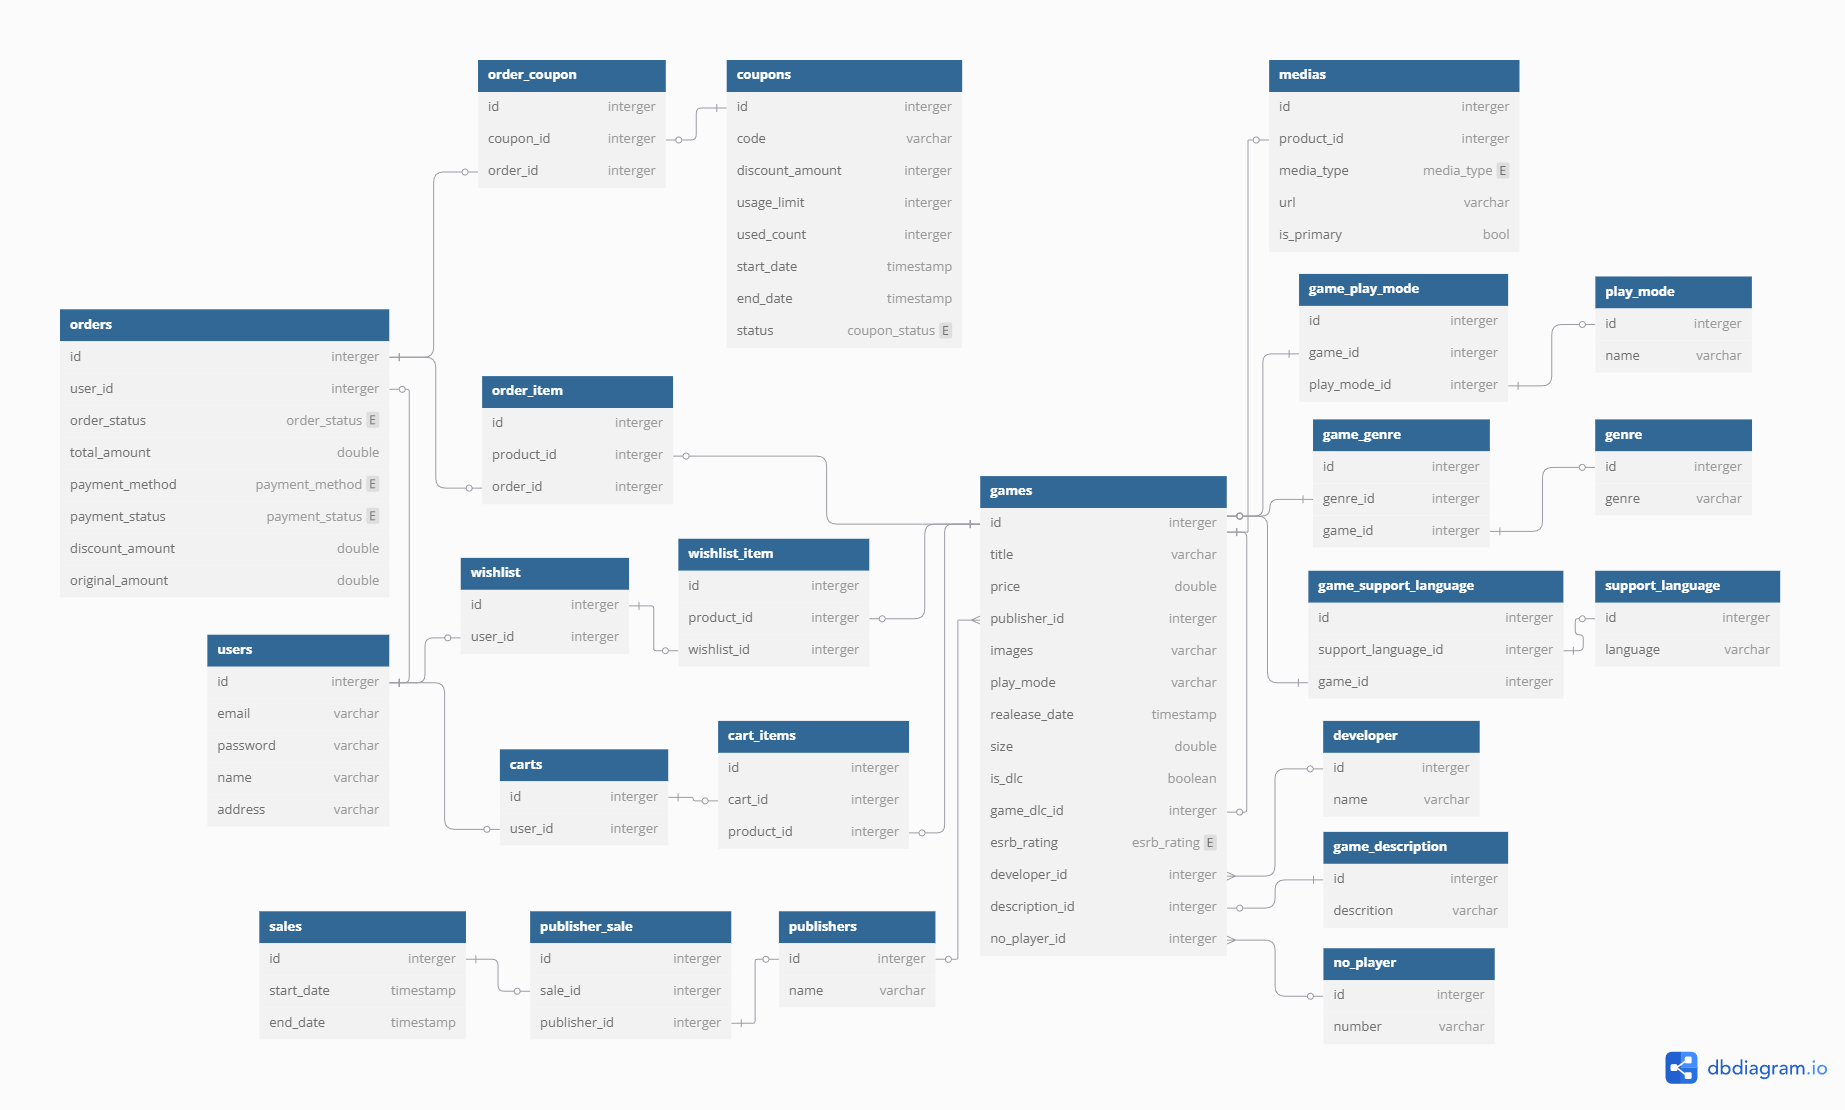 order_coupon
id interger
coupon_id interger
order_id interger
coupons
id interger
code varchar
discount_amount interger
usage_limit interger
used_count interger
start_date timestamp
end_date timestamp
status coupon_status E
medias
id interger
product_id interger
media_type media_type E
url varchar
is_primary bool
game_play_mode
id interger
game_id interger
play_mode_id interger
play_mode
id interger
name varchar
orders
id interger
user_id interger
order_status order_status E
total_amount double
payment_method payment_method E
payment_status payment_status E
discount_amount double
original_amount double
order_item
id interger
product_id interger
order_id interger
game_genre
id interger
genre_id interger
game_id interger
genre
id interger
genre varchar
games
id interger
title varchar
price double
publisher_id interger
images varchar
play_mode varchar
realease_date timestamp
size double
is_dlc boolean
game_dlc_id interger
esrb_rating esrb_rating E
developer_id interger
description_id interger
no_player_id interger
wishlist
id interger
user_id interger
wishlist_item
id interger
product_id interger
wishlist_id interger
game_support_language
id interger
support_language_id interger
game_id interger
support_language
id interger
language varchar
users
id interger
email varchar
password varchar
name varchar
address varchar
carts
id interger
user_id interger
cart_items
id interger
cart_id interger
product_id interger
developer
id interger
name varchar
game_description
id interger
descrition varchar
sales
id interger
start_date timestamp
end_date timestamp
publisher_sale
id interger
sale_id interger
publisher_id interger
publishers
id interger
name varchar
no_player
id interger
number varchar
dbdiagram.io